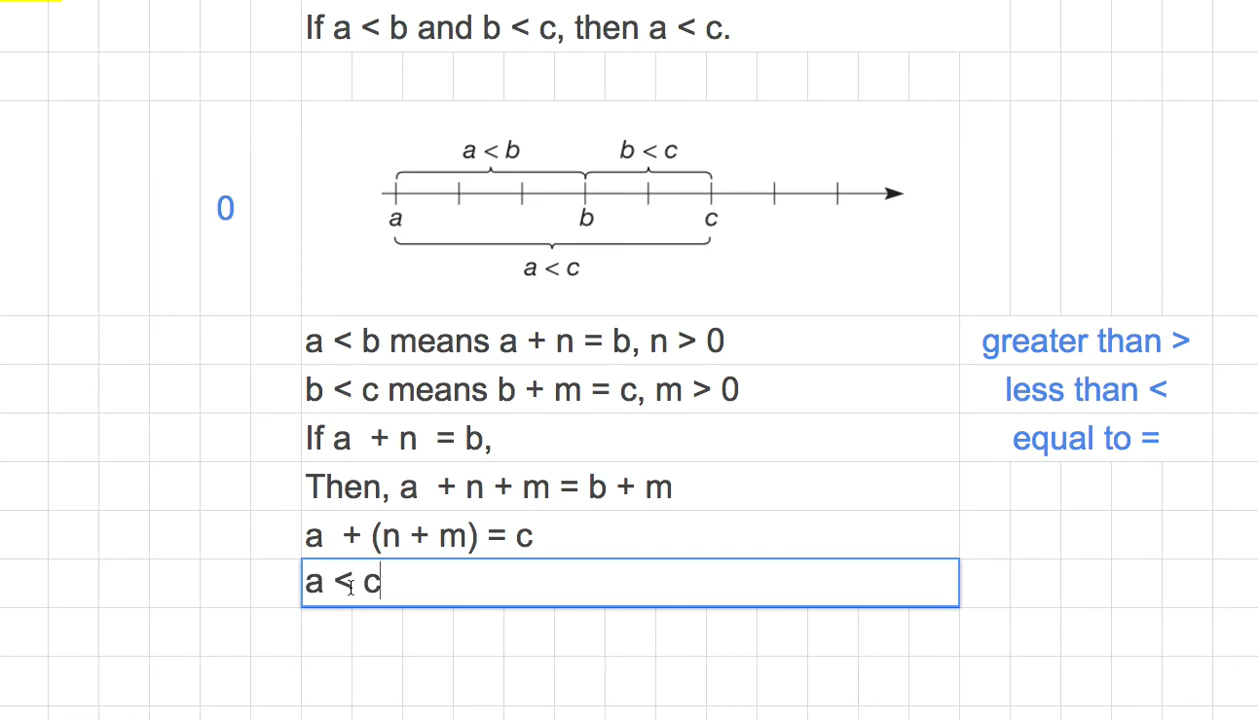 If a < b and b < c, then a < c.
a < b b < c
0
a b c
a < c
a < b means a + n = b, n > 0
greater than >
b < c means b + m = c, m > 0
less than <
If a + n = b,
equal to =
Then, a + n + m = b + m
a + (n + m) = c
a < c